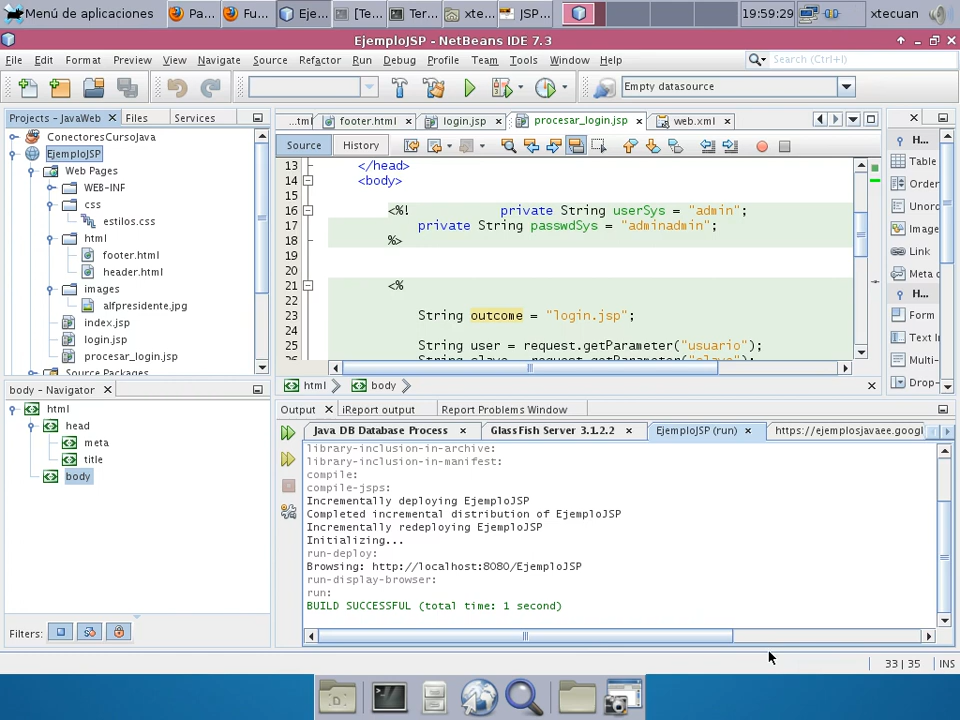 Menú de aplicaciones Pa... Fu... Eje... [Te... Ter... xte... JSP... 19:59:29 xtecuan
EjemploJSP - NetBeans IDE 7.3
File Edit Format Preview View Navigate Source Refactor Run Debug Profile Team Tools Window Help Search (Ctrl+I)
Empty datasource
Projects - JavaWeb Files Services
ConectoresCursoJava
EjemploJSP
Web Pages
WEB-INF
css
estilos.css
html
footer.html
header.html
images
alfpresidente.jpg
index.jsp
login.jsp
procesar_login.jsp
Source Packages
...tml footer.html login.jsp procesar_login.jsp web.xml
Source History
13 </head>
14 <body>
15
16 <%! private String userSys = "admin";
17 private String passwdSys = "adminadmin";
18 %>
19
20
21 <%
22
23 String outcome = "login.jsp";
24
25 String user = request.getParameter("usuario");
26 String clave = request.getParameter("clave");
html body
H...
Table
Order
Unord
Image
Link
Meta d
H...
Form
Text I
Multi-
Drop-
body - Navigator
html
head
meta
title
body
Filters:
Output iReport output Report Problems Window
Java DB Database Process GlassFish Server 3.1.2.2 EjemploJSP (run) https://ejemplosjavaee.googl
library-inclusion-in-archive:
library-inclusion-in-manifest:
compile:
compile-jsps:
Incrementally deploying EjemploJSP
Completed incremental distribution of EjemploJSP
Incrementally redeploying EjemploJSP
Initializing...
run-deploy:
Browsing: http://localhost:8080/EjemploJSP
run-display-browser:
run:
BUILD SUCCESSFUL (total time: 1 second)
33 | 35 INS